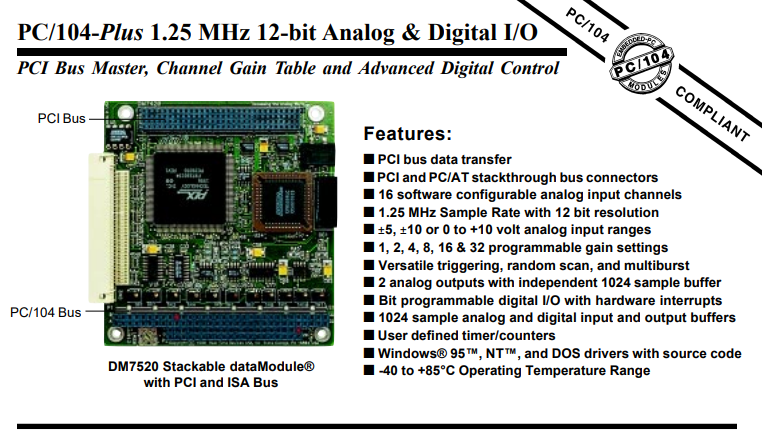 PC/104-Plus 1.25 MHz 12-bit Analog & Digital I/O
PCI Bus Master, Channel Gain Table and Advanced Digital Control
PC/104
EMBEDDED-PC
PC/104
MODULES
COMPLIANT
PCI Bus
DM7520
PLX
TECHNOLOGY
PC/104 Bus
DM7520 Stackable dataModule®
with PCI and ISA Bus
Features:
■ PCI bus data transfer
■ PCI and PC/AT stackthrough bus connectors
■ 16 software configurable analog input channels
■ 1.25 MHz Sample Rate with 12 bit resolution
■ ±5, ±10 or 0 to +10 volt analog input ranges
■ 1, 2, 4, 8, 16 & 32 programmable gain settings
■ Versatile triggering, random scan, and multiburst
■ 2 analog outputs with independent 1024 sample buffer
■ Bit programmable digital I/O with hardware interrupts
■ 1024 sample analog and digital input and output buffers
■ User defined timer/counters
■ Windows® 95™, NT™, and DOS drivers with source code
■ -40 to +85°C Operating Temperature Range